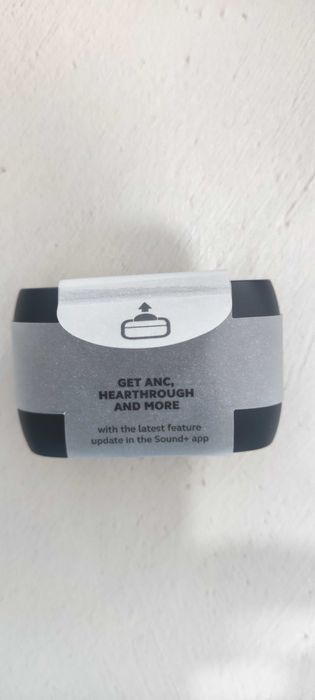 GET ANC,
HEARTHROUGH
AND MORE
with the latest feature
update in the Sound+ app